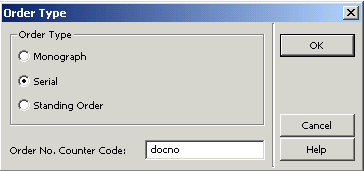 Order Type
Order Type
OK
Monograph
Serial
Standing Order
Cancel
Order No. Counter Code: docno
Help